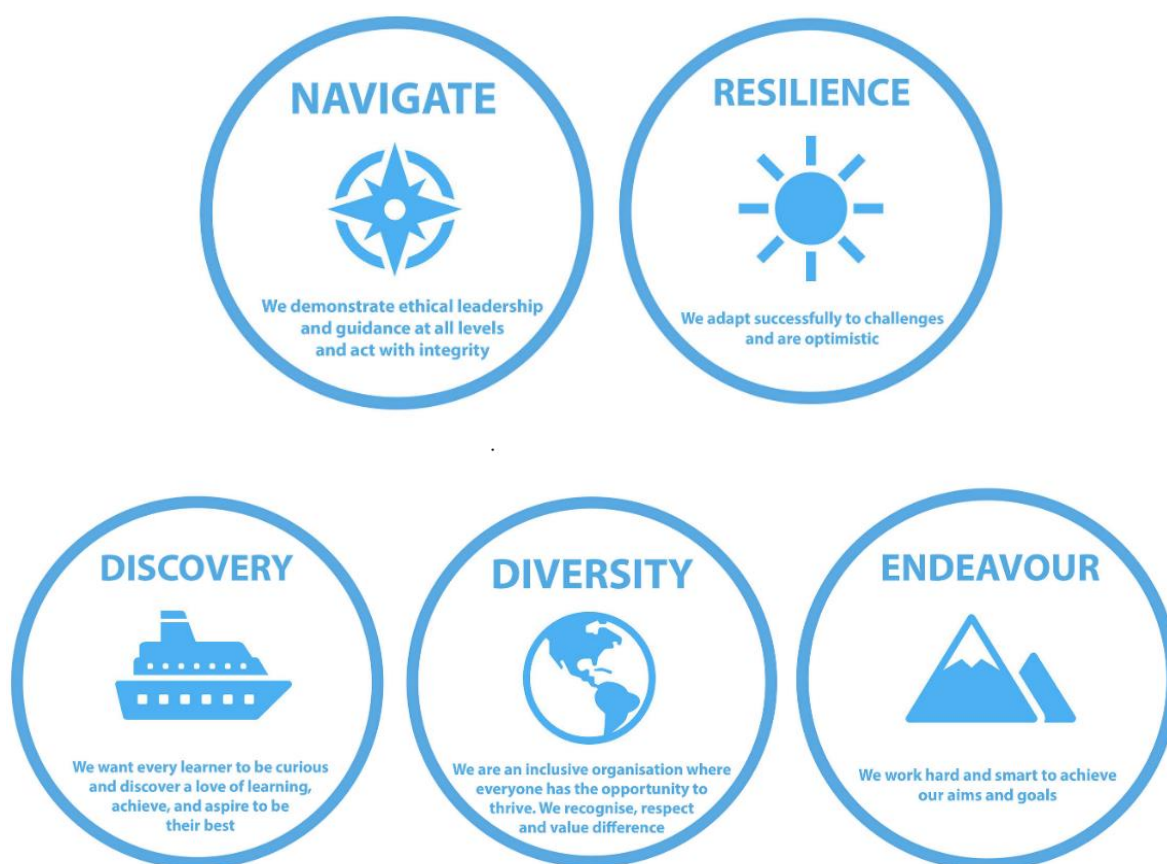 NAVIGATE
We demonstrate ethical leadership
and guidance at all levels
and act with integrity
RESILIENCE
We adapt successfully to challenges
and are optimistic
.
DISCOVERY
We want every learner to be curious
and discover a love of learning,
achieve, and aspire to be
their best
DIVERSITY
We are an inclusive organisation where
everyone has the opportunity to
thrive. We recognise, respect
and value difference
ENDEAVOUR
We work hard and smart to achieve
our aims and goals